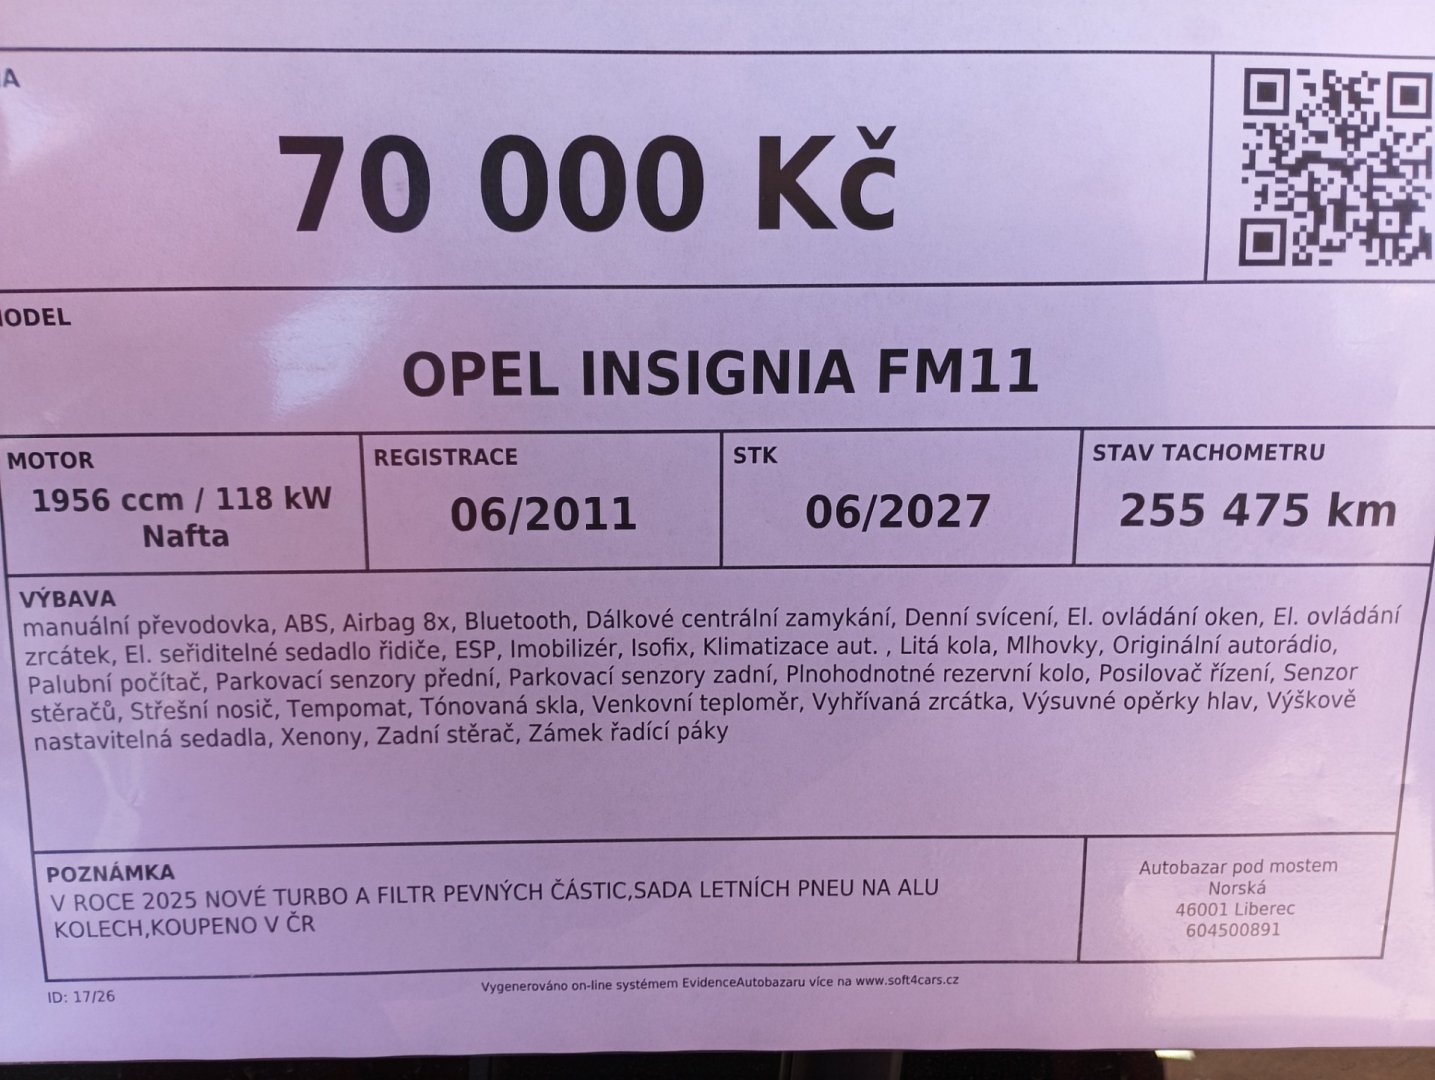 A
70 000 Kč
ODEL
OPEL INSIGNIA FM11
MOTOR
1956 ccm / 118 kW
Nafta
REGISTRACE
06/2011
STK
06/2027
STAV TACHOMETRU
255 475 km
VÝBAVA
manuální převodovka, ABS, Airbag 8x, Bluetooth, Dálkové centrální zamykání, Denní svícení, El. ovládání oken, El. ovládání
zrcátek, El. seřiditelné sedadlo řidiče, ESP, Imobilizér, Isofix, Klimatizace aut. , Litá kola, Mlhovky, Originální autorádio,
Palubní počítač, Parkovací senzory přední, Parkovací senzory zadní, Plnohodnotné rezervní kolo, Posilovač řízení, Senzor
stěračů, Střešní nosič, Tempomat, Tónovaná skla, Venkovní teploměr, Vyhřívaná zrcátka, Výsuvné opěrky hlav, Výškově
nastavitelná sedadla, Xenony, Zadní stěrač, Zámek řadící páky
POZNÁMKA
V ROCE 2025 NOVÉ TURBO A FILTR PEVNÝCH ČÁSTIC,SADA LETNÍCH PNEU NA ALU
KOLECH,KOUPENO V ČR
Autobazar pod mostem
Norská
46001 Liberec
604500891
ID: 17/26
Vygenerováno on-line systémem EvidenceAutobazaru více na www.soft4cars.cz